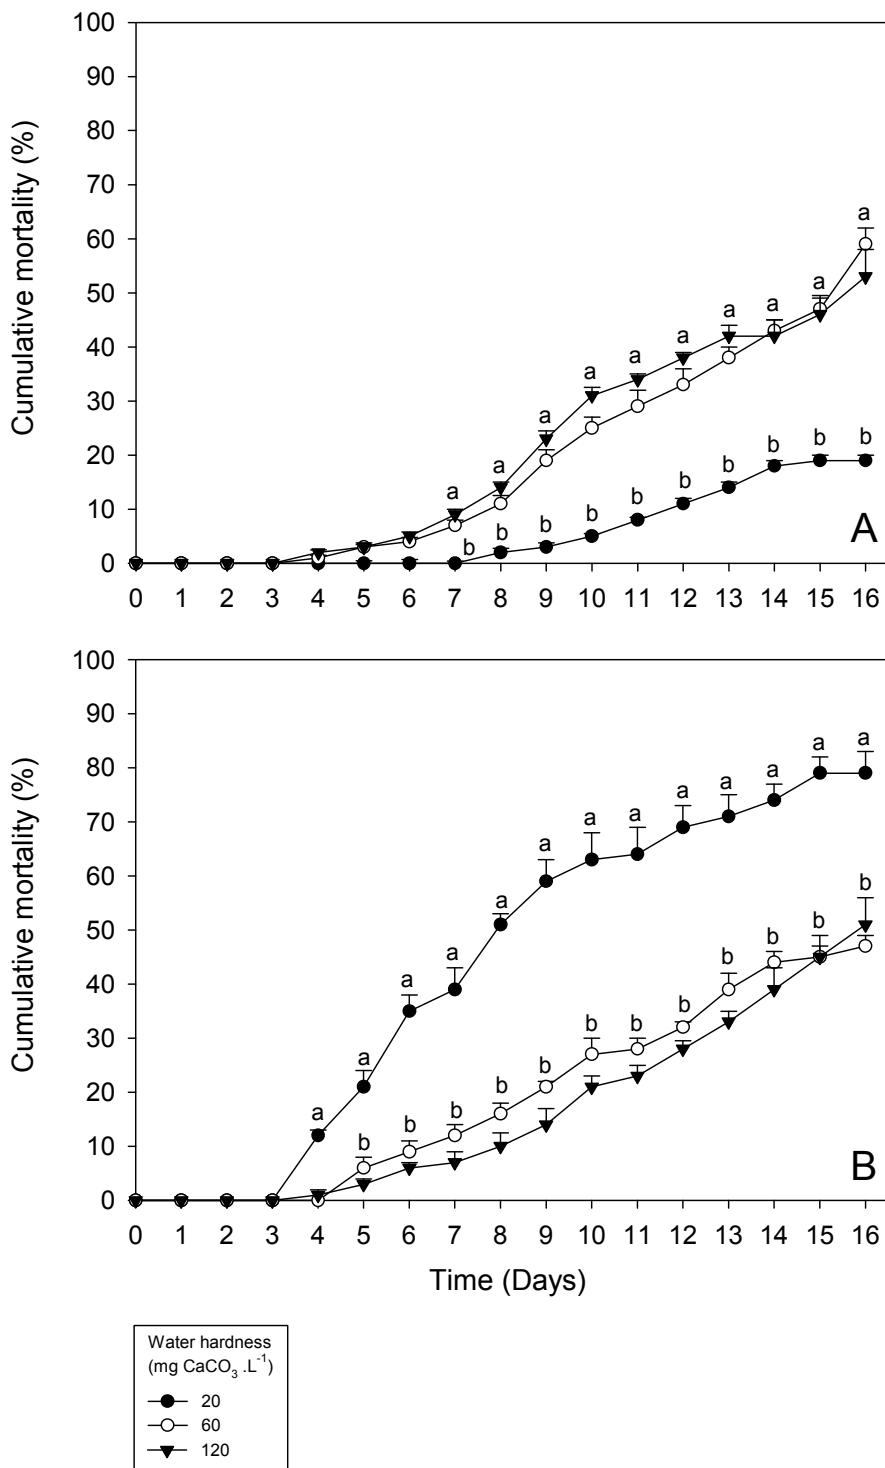 100
90
80
70
60
50
40
30
20
10
0
Cumulative mortality (%)
a
a
a
a
a
a
a
a
a
a
b
b
b
b
b
b
b
b
b
b
A
0 1 2 3 4 5 6 7 8 9 10 11 12 13 14 15 16
100
90
80
70
60
50
40
30
20
10
0
Cumulative mortality (%)
a
a
a
a
a
a
a
a
a
a
a
a
a
b
b
b
b
b
b
b
b
b
b
b
b
B
0 1 2 3 4 5 6 7 8 9 10 11 12 13 14 15 16
Time (Days)
Water hardness
(mg CaCO₃ .L⁻¹)
20
60
120